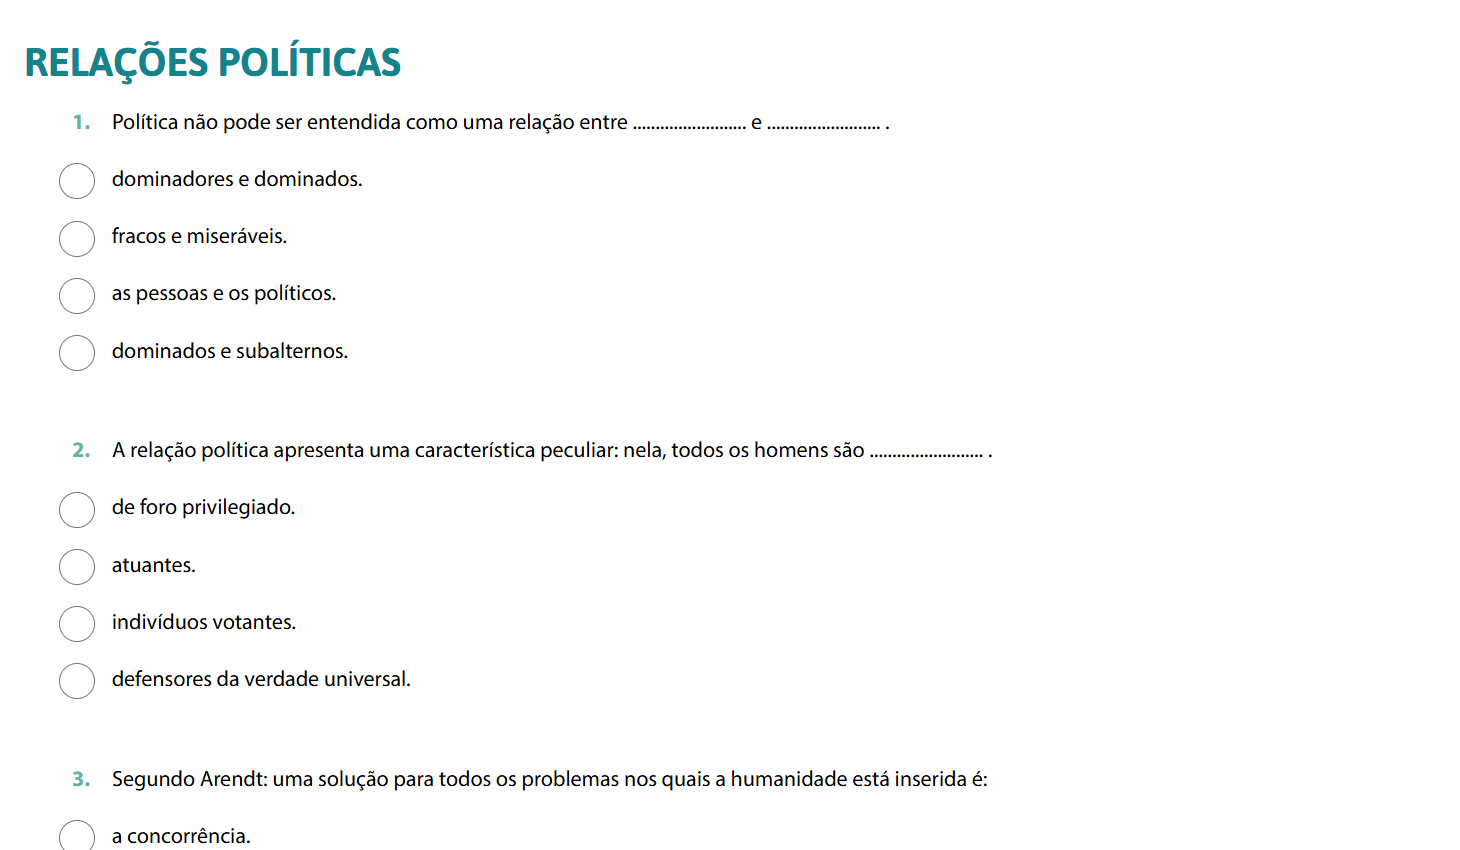 RELAÇÕES POLÍTICAS
1. Política não pode ser entendida como uma relação entre ......................... e ......................... .
dominadores e dominados.
fracos e miseráveis.
as pessoas e os políticos.
dominados e subalternos.
2. A relação política apresenta uma característica peculiar: nela, todos os homens são ......................... .
de foro privilegiado.
atuantes.
indivíduos votantes.
defensores da verdade universal.
3. Segundo Arendt: uma solução para todos os problemas nos quais a humanidade está inserida é:
a concorrência.